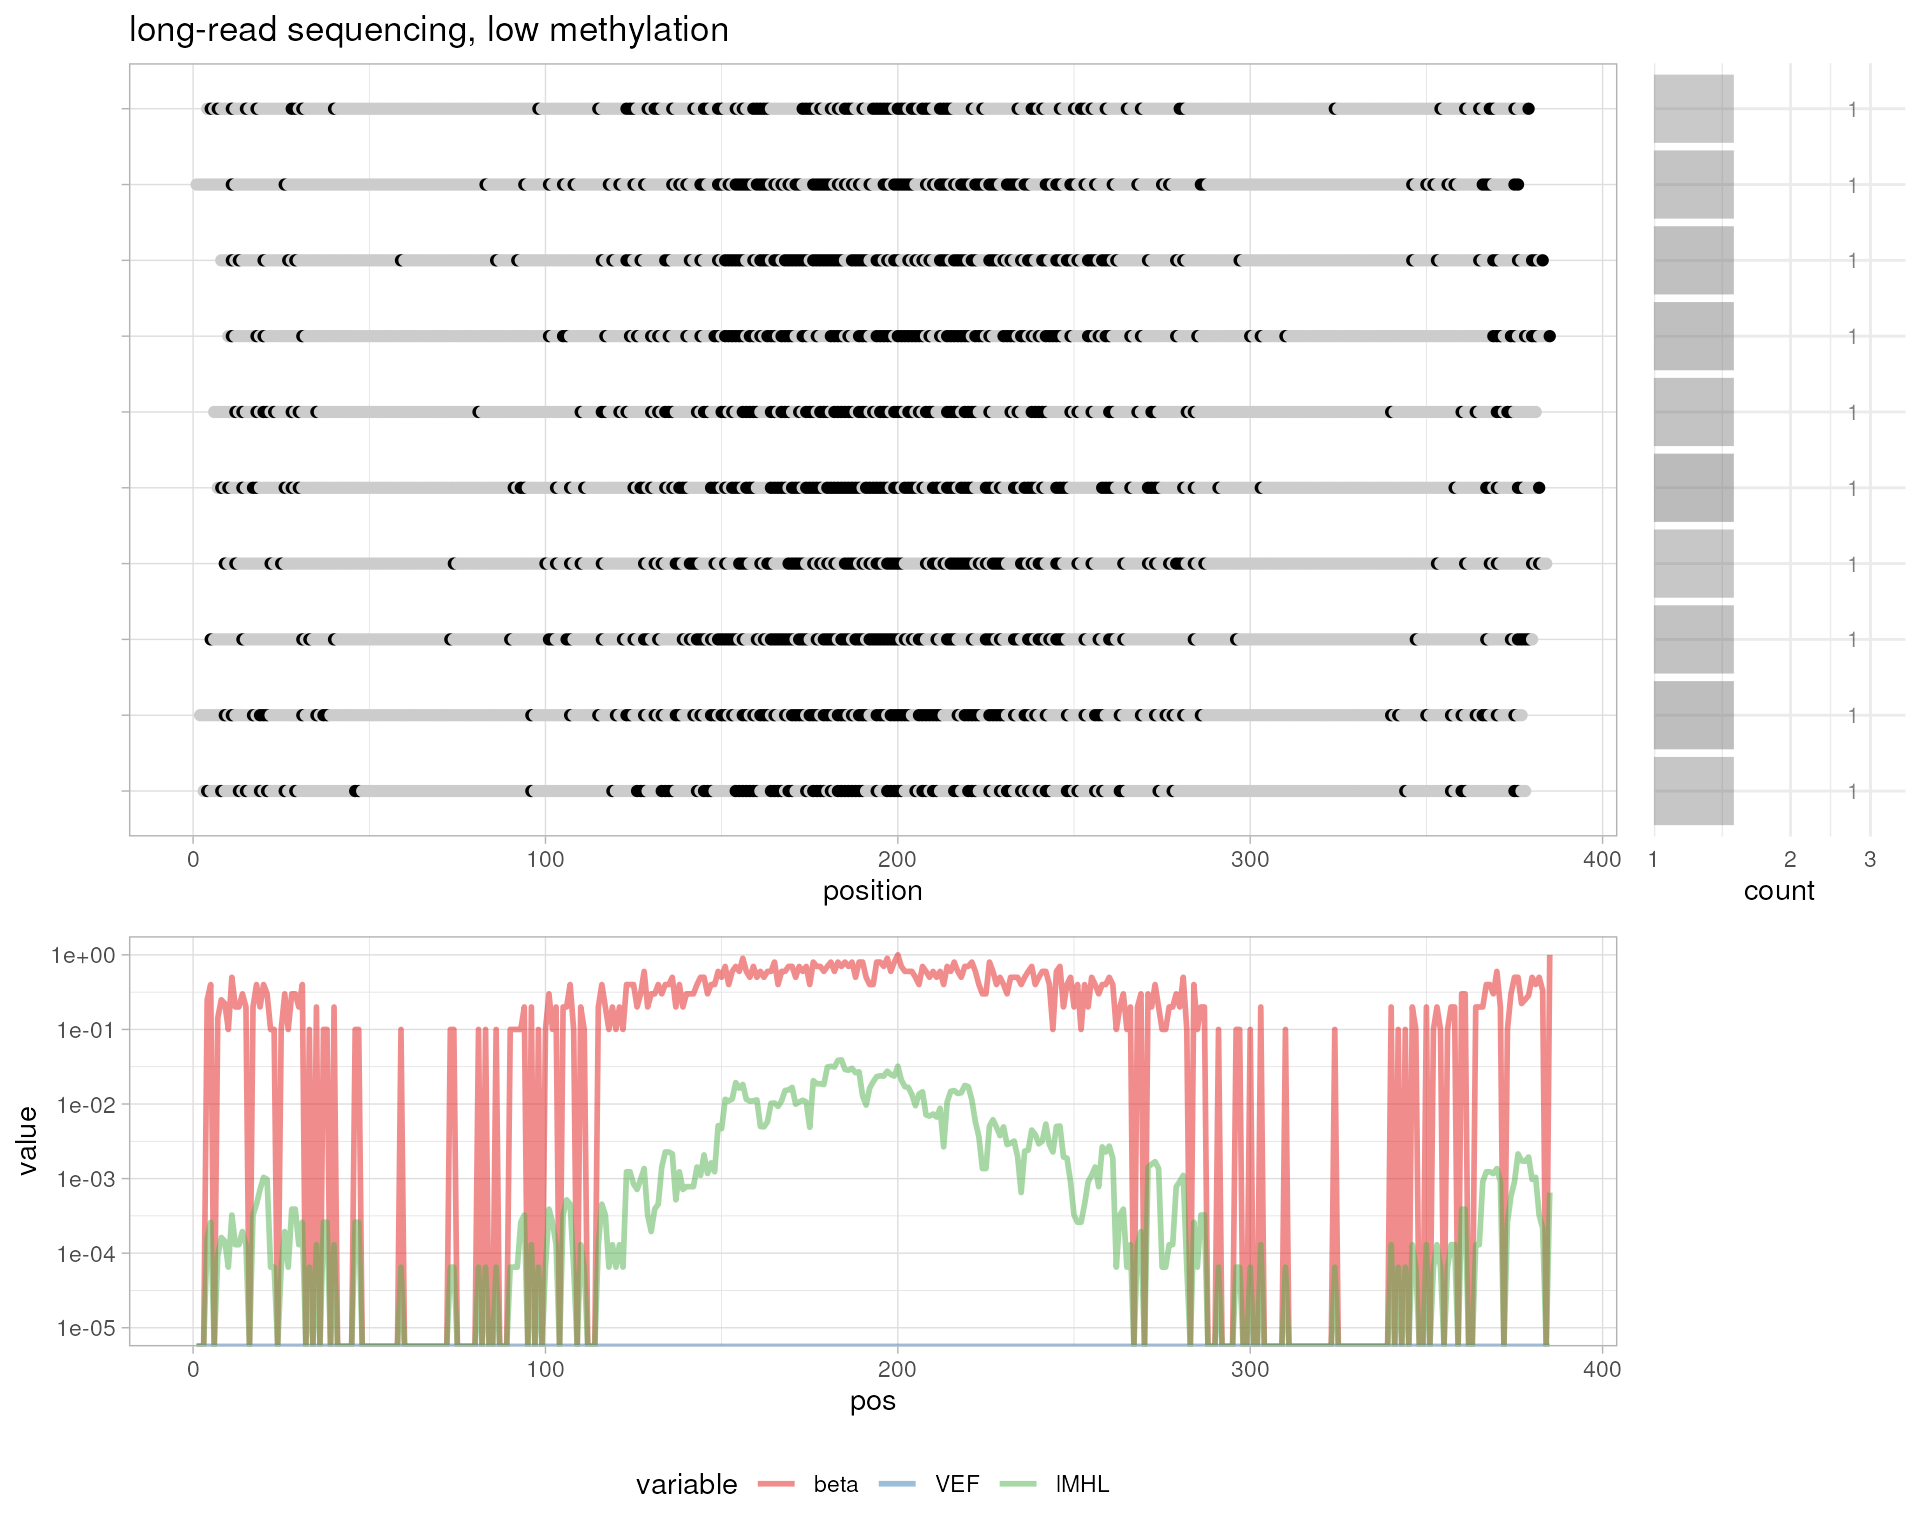 long-read sequencing, low methylation
1
1
1
1
1
1
1
1
1
1
0 100 200 300 400 1 2 3
position count
1e+00
1e-01
1e-02
1e-03
1e-04
1e-05
value
0 100 200 300 400
pos
variable beta VEF lMHL